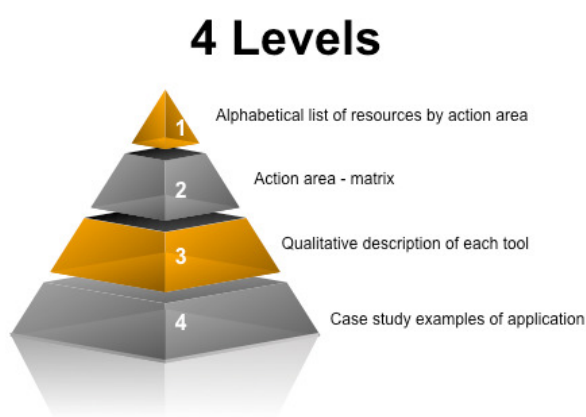 4 Levels
1
Alphabetical list of resources by action area
2
Action area - matrix
3
Qualitative description of each tool
4
Case study examples of application